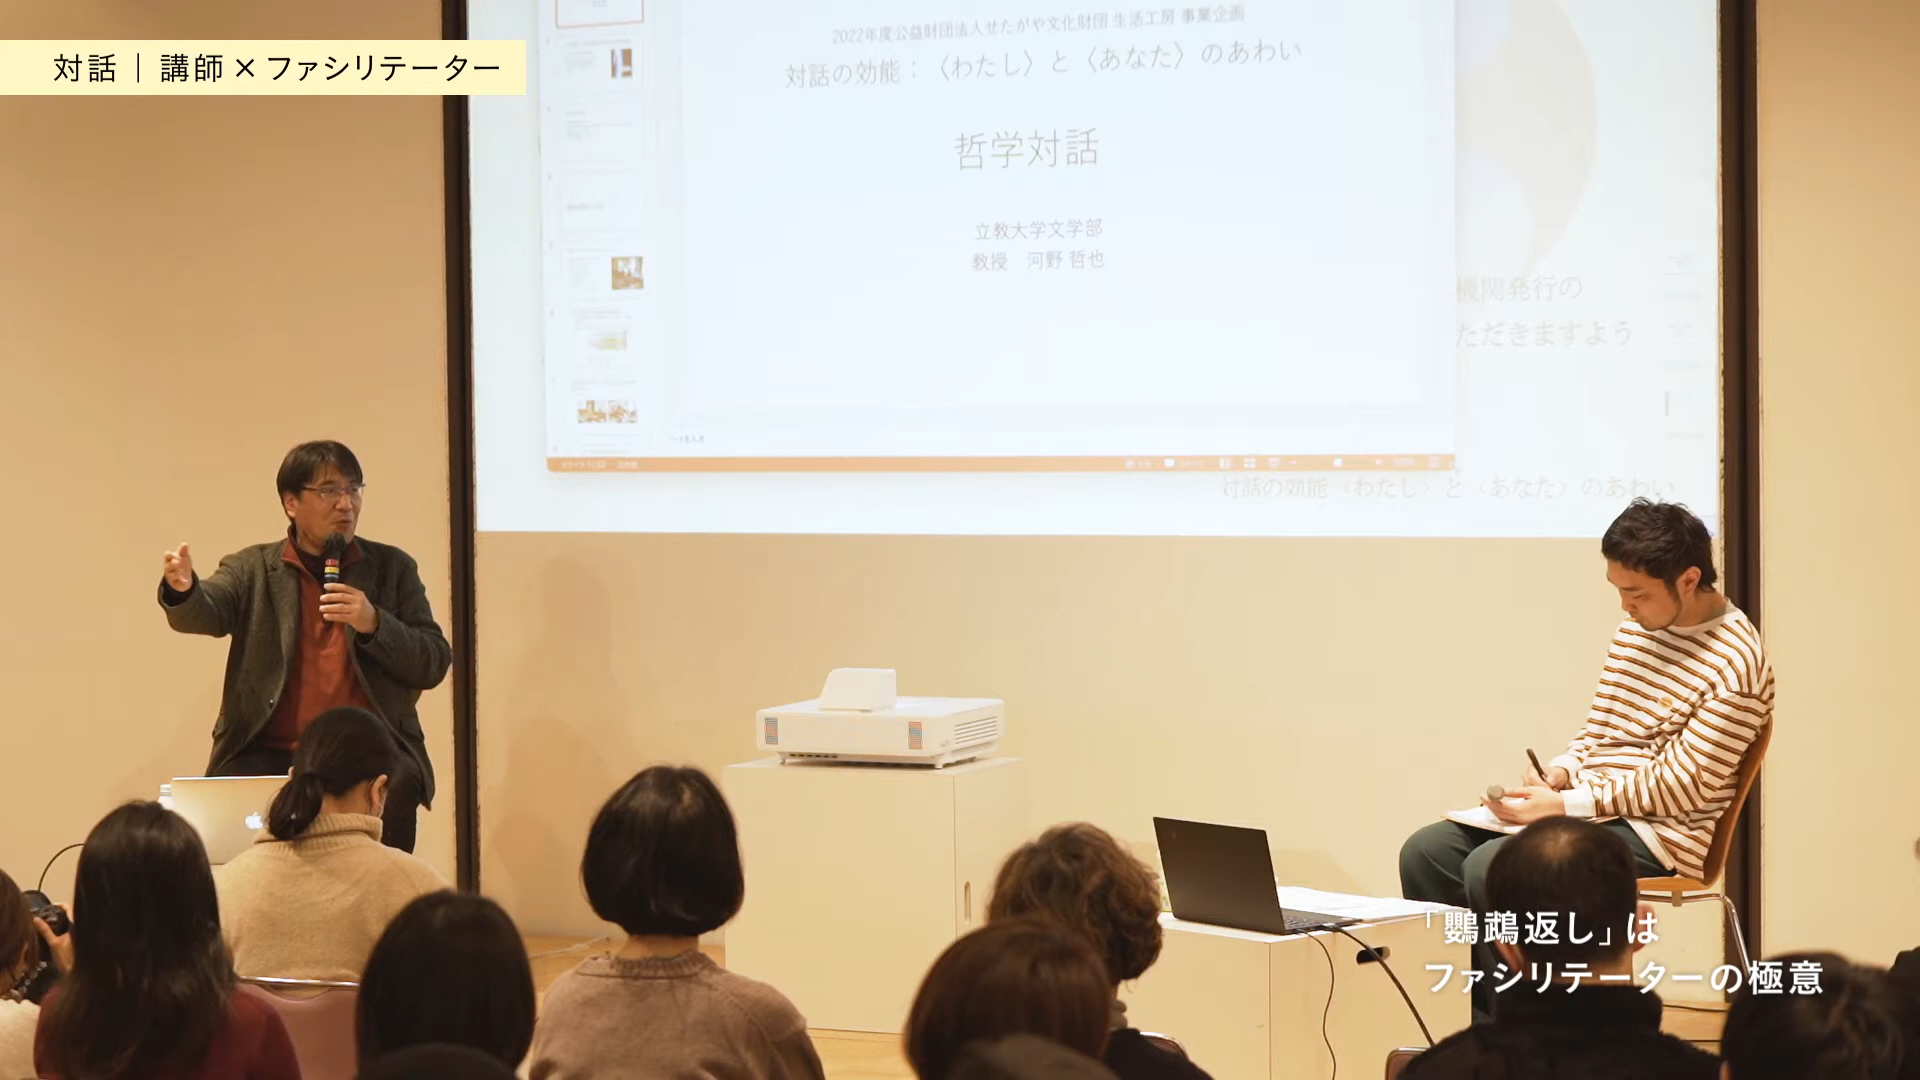 対話｜講師×ファシリテーター
2022年度公益財団法人せたがや文化財団 生活工房 事業企画
対話の効能：〈わたし〉と〈あなた〉のあわい
哲学対話
立教大学文学部
教授　河野 哲也
機関発行の
ただきますよう
対話の効能〈わたし〉と〈あなた〉のあわい
「鸚鵡返し」は
ファシリテーターの極意